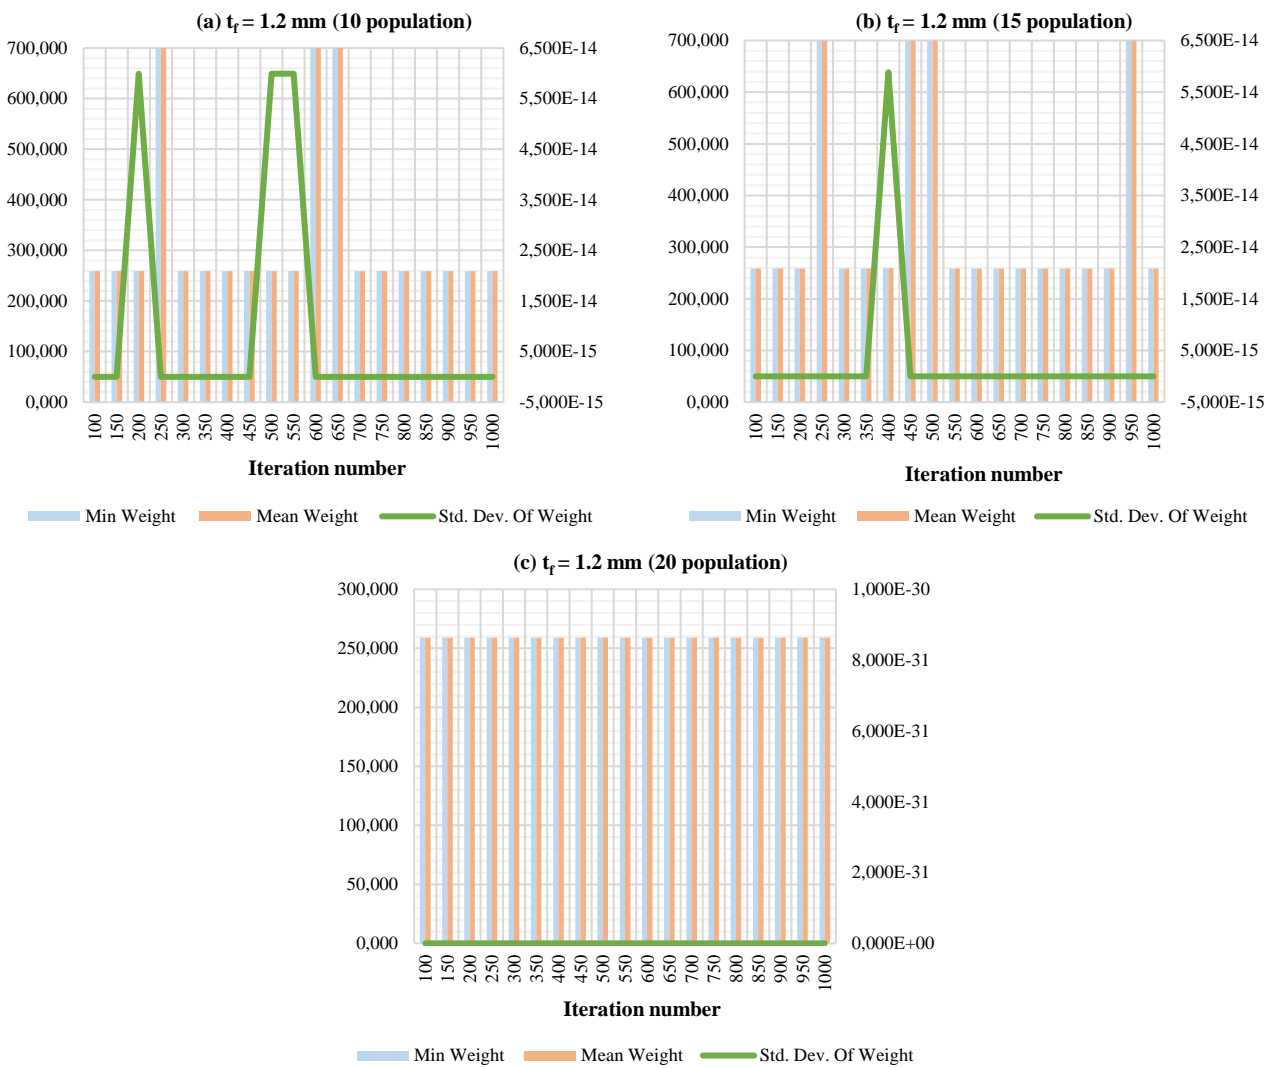 (a) tf = 1.2 mm (10 population)
700,000
600,000
500,000
400,000
300,000
200,000
100,000
0,000
6,500E-14
5,500E-14
4,500E-14
3,500E-14
2,500E-14
1,500E-14
5,000E-15
-5,000E-15
100 150 200 250 300 350 400 450 500 550 600 650 700 750 800 850 900 950 1000
Iteration number
Min Weight Mean Weight Std. Dev. Of Weight
(b) tf = 1.2 mm (15 population)
700,000
600,000
500,000
400,000
300,000
200,000
100,000
0,000
6,500E-14
5,500E-14
4,500E-14
3,500E-14
2,500E-14
1,500E-14
5,000E-15
-5,000E-15
100 150 200 250 300 350 400 450 500 550 600 650 700 750 800 850 900 950 1000
Iteration number
Min Weight Mean Weight Std. Dev. Of Weight
(c) tf = 1.2 mm (20 population)
300,000
250,000
200,000
150,000
100,000
50,000
0,000
1,000E-30
8,000E-31
6,000E-31
4,000E-31
2,000E-31
0,000E+00
100 150 200 250 300 350 400 450 500 550 600 650 700 750 800 850 900 950 1000
Iteration number
Min Weight Mean Weight Std. Dev. Of Weight